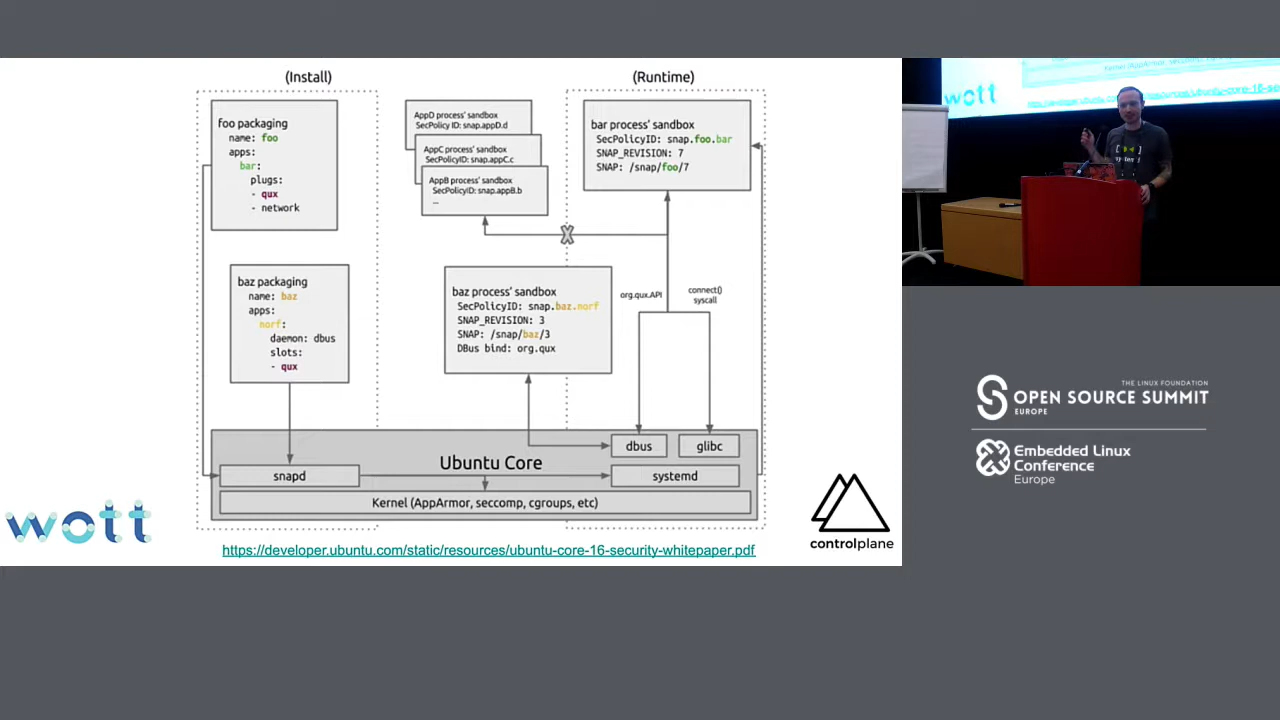 (Install)
(Runtime)
foo packaging
name: foo
apps:
bar:
plugs:
- qux
- network
AppD process' sandbox
SecPolicy ID: snap.appD.d
AppC process' sandbox
SecPolicyID: snap.appC.c
AppB process' sandbox
SecPolicyID: snap.appB.b
...
bar process' sandbox
SecPolicyID: snap.foo.bar
SNAP_REVISION: 7
SNAP: /snap/foo/7
baz packaging
name: baz
apps:
norf:
daemon: dbus
slots:
- qux
baz process' sandbox
SecPolicyID: snap.baz.norf
SNAP_REVISION: 3
SNAP: /snap/baz/3
DBus bind: org.qux
org.qux.API
connect()
syscall
Ubuntu Core
dbus
glibc
snapd
systemd
Kernel (AppArmor, seccomp, cgroups, etc)
wott
controlplane
https://developer.ubuntu.com/static/resources/ubuntu-core-16-security-whitepaper.pdf
wott
THE LINUX FOUNDATION
OPEN SOURCE SUMMIT
EUROPE
Embedded Linux
Conference
Europe